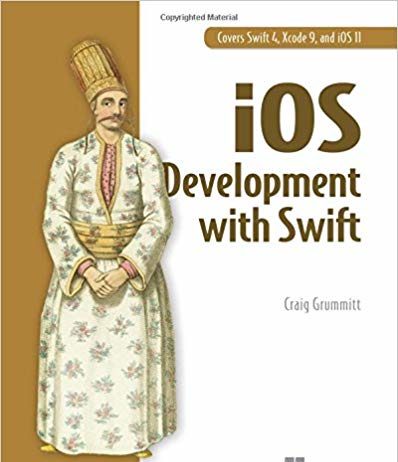 Copyrighted Material
Covers Swift 4, Xcode 9, and iOS 11
iOS
Development
with Swift
Craig Grummitt